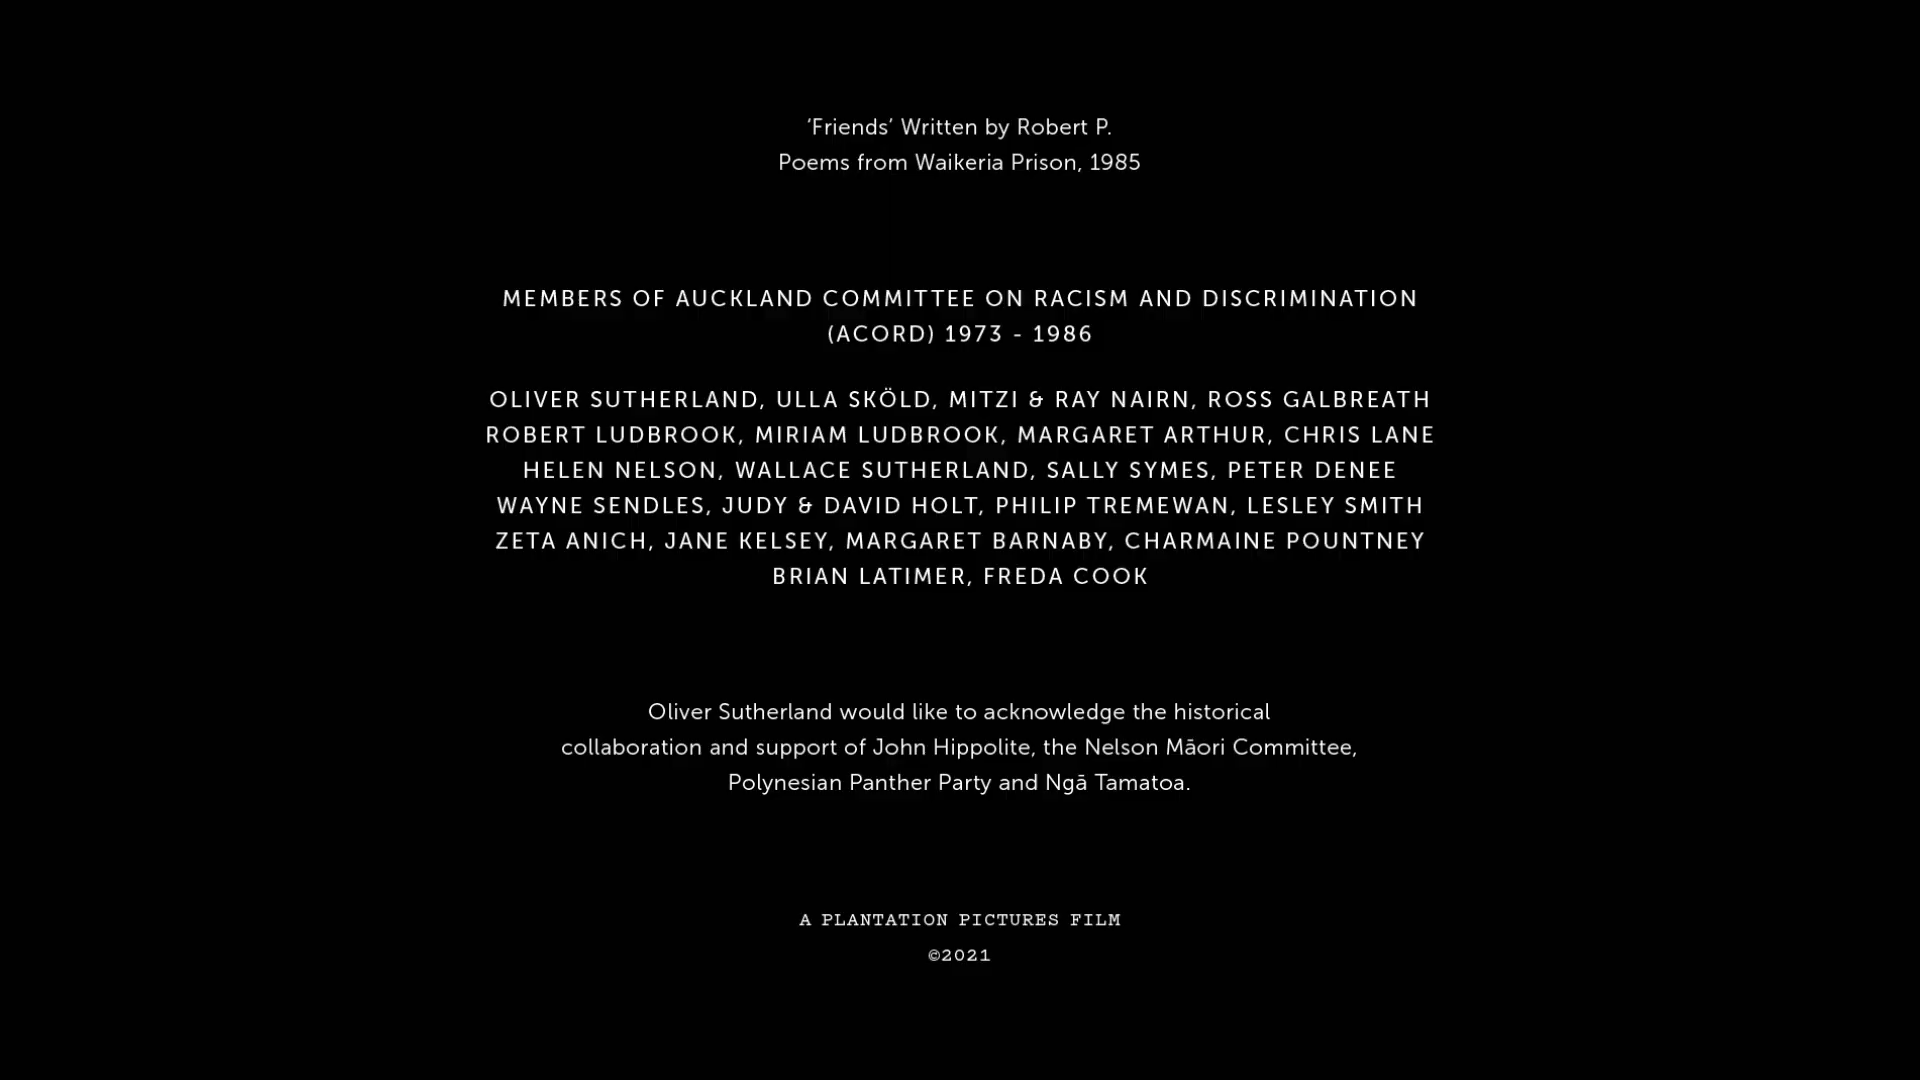 ‘Friends’ Written by Robert P.
Poems from Waikeria Prison, 1985
MEMBERS OF AUCKLAND COMMITTEE ON RACISM AND DISCRIMINATION
(ACORD) 1973 - 1986
OLIVER SUTHERLAND, ULLA SKÖLD, MITZI & RAY NAIRN, ROSS GALBREATH
ROBERT LUDBROOK, MIRIAM LUDBROOK, MARGARET ARTHUR, CHRIS LANE
HELEN NELSON, WALLACE SUTHERLAND, SALLY SYMES, PETER DENEE
WAYNE SENDLES, JUDY & DAVID HOLT, PHILIP TREMEWAN, LESLEY SMITH
ZETA ANICH, JANE KELSEY, MARGARET BARNABY, CHARMAINE POUNTNEY
BRIAN LATIMER, FREDA COOK
Oliver Sutherland would like to acknowledge the historical
collaboration and support of John Hippolite, the Nelson Māori Committee,
Polynesian Panther Party and Ngā Tamatoa.
A PLANTATION PICTURES FILM
©2021